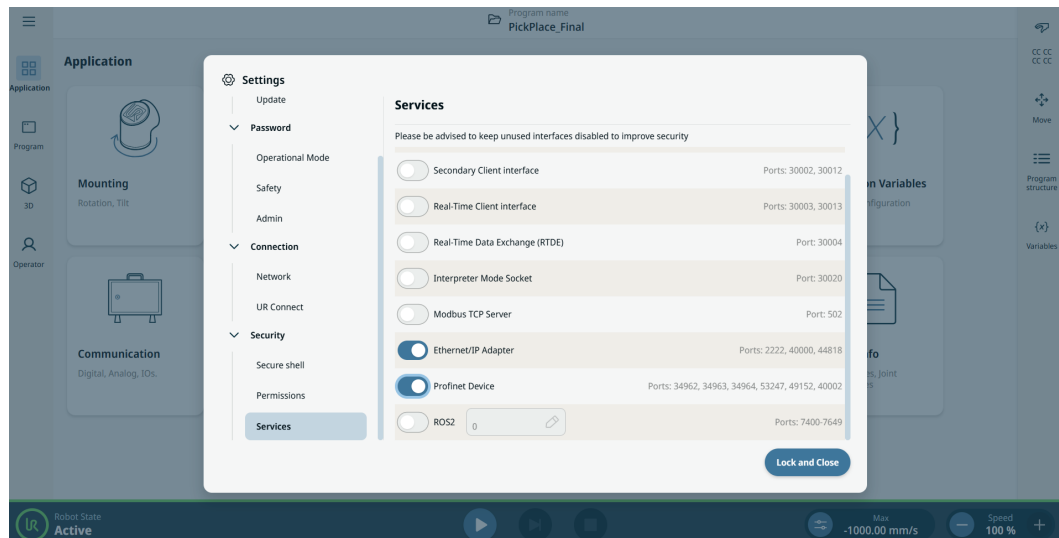 Program name
PickPlace_Final
Application
Application
Program
3D
Operator
Mounting
Rotation, Tilt
Communication
Digital, Analog, IOs.
Settings
Update
Password
Operational Mode
Safety
Admin
Connection
Network
UR Connect
Security
Secure shell
Permissions
Services
Services
Please be advised to keep unused interfaces disabled to improve security
Secondary Client interface Ports: 30002, 30012
Real-Time Client interface Ports: 30003, 30013
Real-Time Data Exchange (RTDE) Port: 30004
Interpreter Mode Socket Port: 30020
Modbus TCP Server Port: 502
Ethernet/IP Adapter Ports: 2222, 40000, 44818
Profinet Device Ports: 34962, 34963, 34964, 53247, 49152, 40002
ROS2 0 Ports: 7400-7649
Lock and Close
X }
n Variables
nfiguration
fo
es, Joint
es
CC CC
CC CC
Move
Program
structure
{x}
Variables
UR
Robot State
Active
Max
-1000.00 mm/s
Speed
100 %